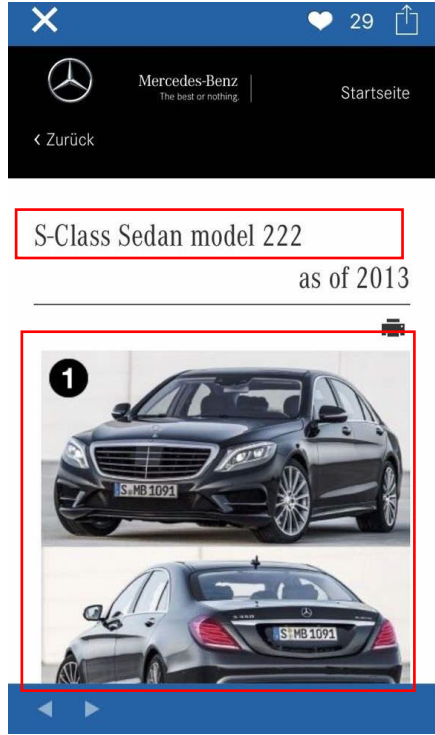 29
Mercedes-Benz
The best or nothing.
Startseite
‹ Zurück
S-Class Sedan model 222
as of 2013
1
S MB 1091
S MB 1091